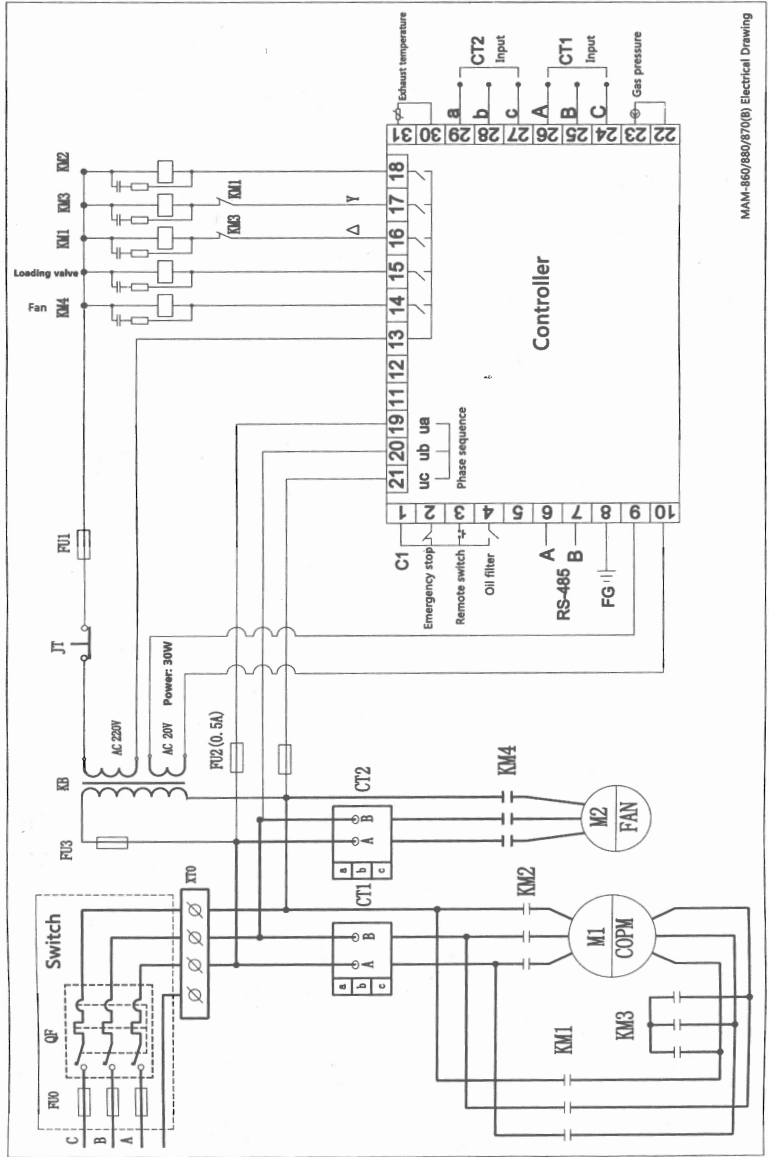 MAM-860/880/870(B) Electrical Drawing
Exhaust temperature
CT2
Input
a
b
c
CT1
Input
A
B
C
Gas pressure
31 30 29 28 27 26 25 24 23 22
KM2
KM3
KM1
Loading valve
Fan KM4
KM1
KM3
Y
Δ
18
17
16
15
14
13
12
11
19
20
21
ua
ub
uc
Phase sequence
Controller
1 2 3 4 5 6 7 8 9 10
C1
Emergency stop
Remote switch
Oil filter
A
B
RS-485
FG
FU1
JT
AC 220V
AC 20V
Power: 30W
KB
FU2(0.5A)
FU3
XT0
Switch
QF
FU0
C
B
A
CT2
a b c
A B
CT1
a b c
A B
KM4
M2
FAN
KM2
M1
COPM
KM1
KM3